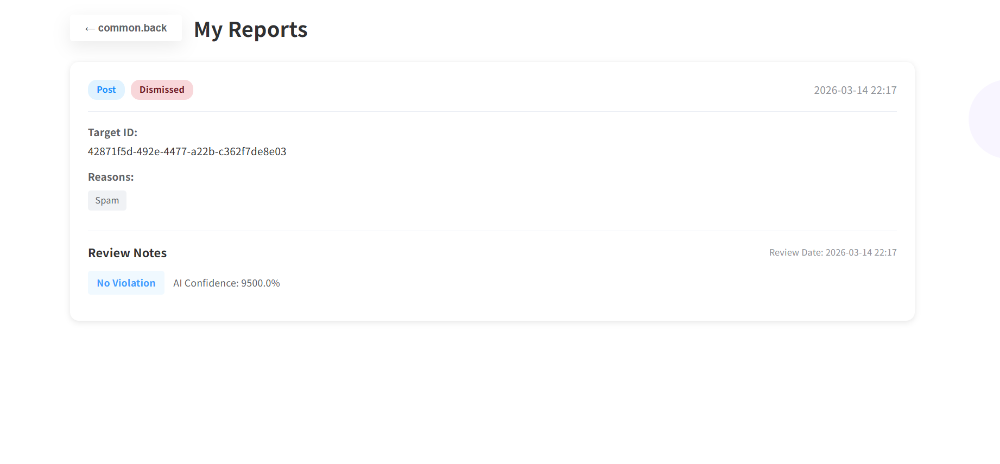 ← common.back
My Reports
Post
Dismissed
2026-03-14 22:17
Target ID:
42871f5d-492e-4477-a22b-c362f7de8e03
Reasons:
Spam
Review Notes
Review Date: 2026-03-14 22:17
No Violation
AI Confidence: 9500.0%